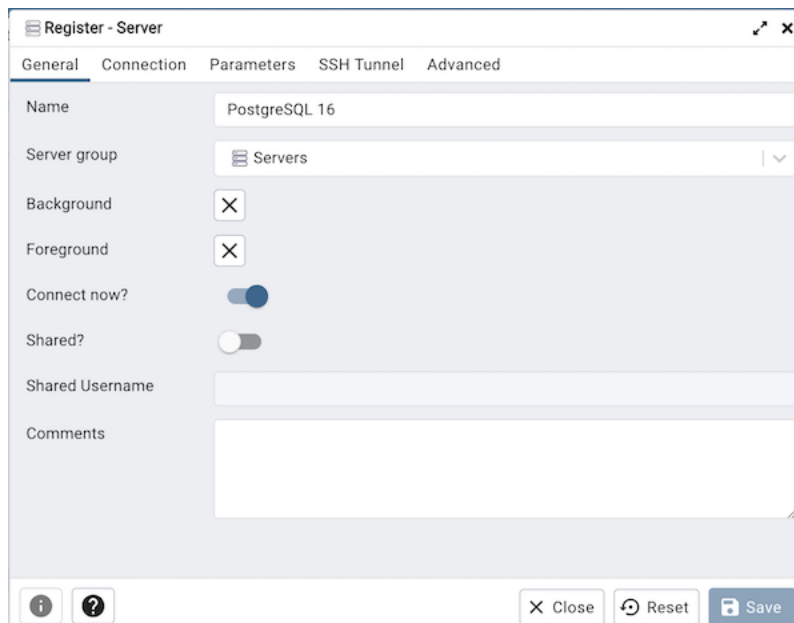 Register - Server
General Connection Parameters SSH Tunnel Advanced
Name PostgreSQL 16
Server group Servers
Background
Foreground
Connect now?
Shared?
Shared Username
Comments
Close Reset Save